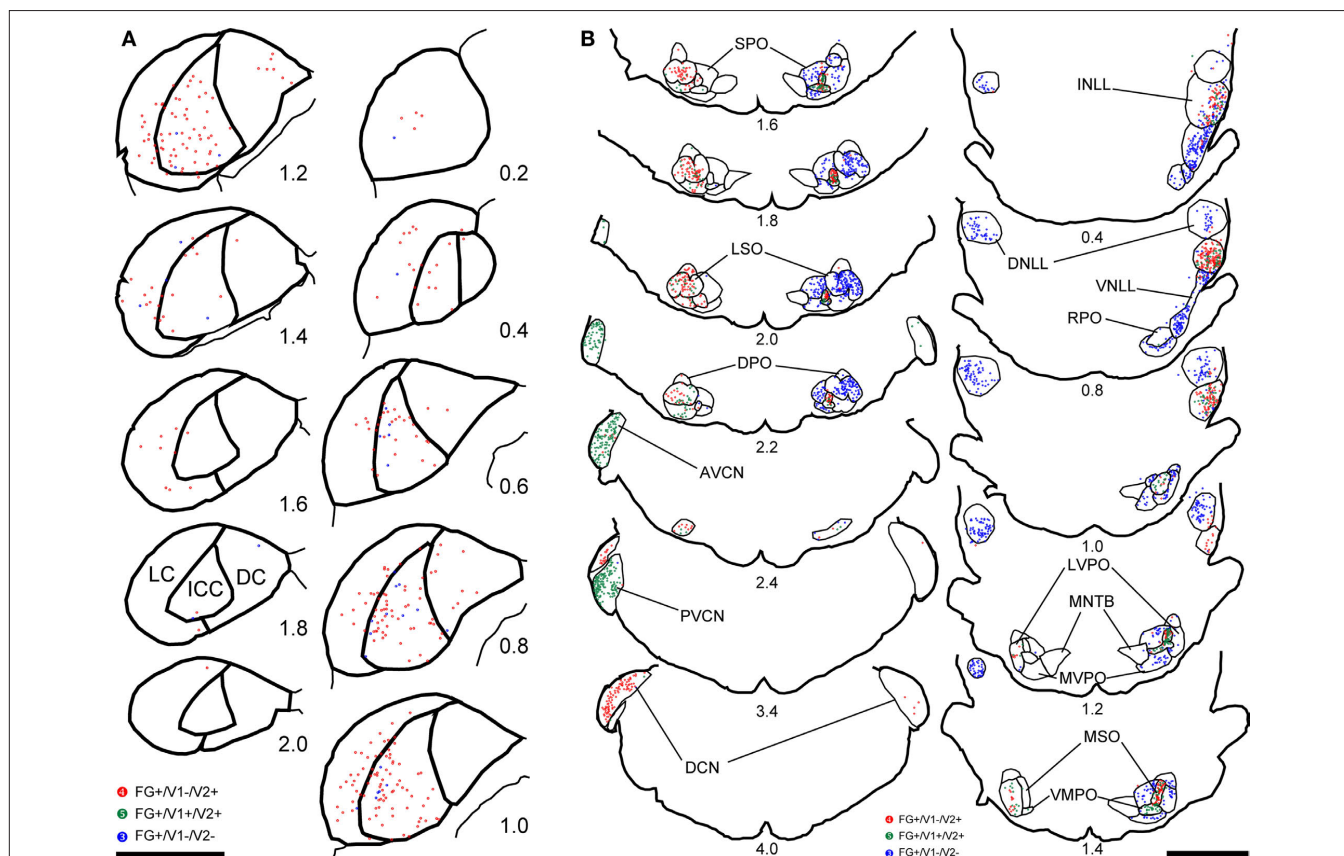 A
1.2
0.2
1.4
0.4
1.6
0.6
LC
ICC
DC
1.8
0.8
2.0
1.0
4 FG+/V1-/V2+
5 FG+/V1+/V2+
3 FG+/V1-/V2-
B
SPO
1.6
1.8
LSO
2.0
DPO
2.2
AVCN
2.4
PVCN
3.4
DCN
4.0
INLL
0.4
DNLL
VNLL
RPO
0.8
1.0
LVPO
MNTB
MVPO
1.2
MSO
VMPO
1.4
4 FG+/V1-/V2+
5 FG+/V1+/V2+
3 FG+/V1-/V2-